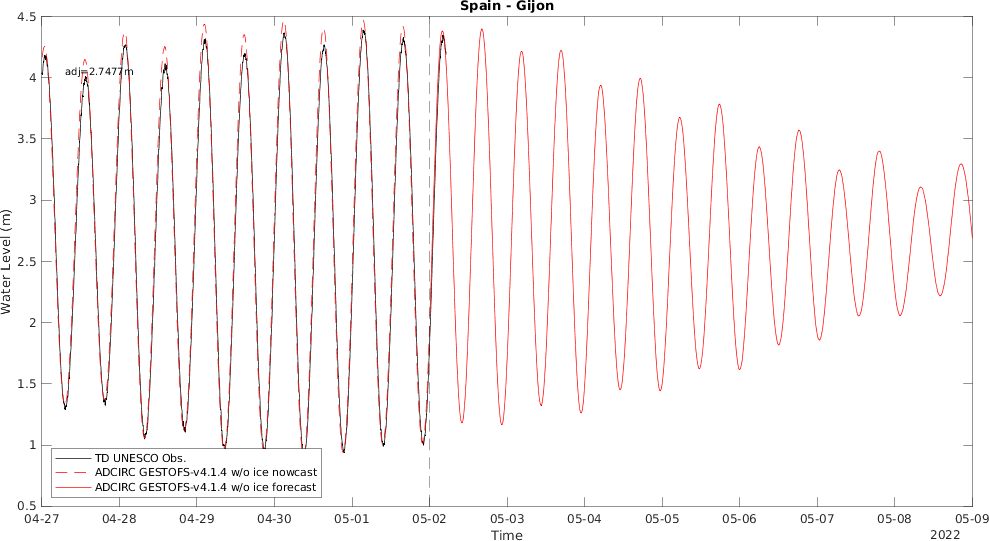 Spain - Gijon
4.5
4
3.5
3
2.5
2
1.5
1
0.5
Water Level (m)
adj=2.7477m
TD UNESCO Obs.
ADCIRC GESTOFS-v4.1.4 w/o ice nowcast
ADCIRC GESTOFS-v4.1.4 w/o ice forecast
04-27 04-28 04-29 04-30 05-01 05-02 05-03 05-04 05-05 05-06 05-07 05-08 05-09
Time
2022